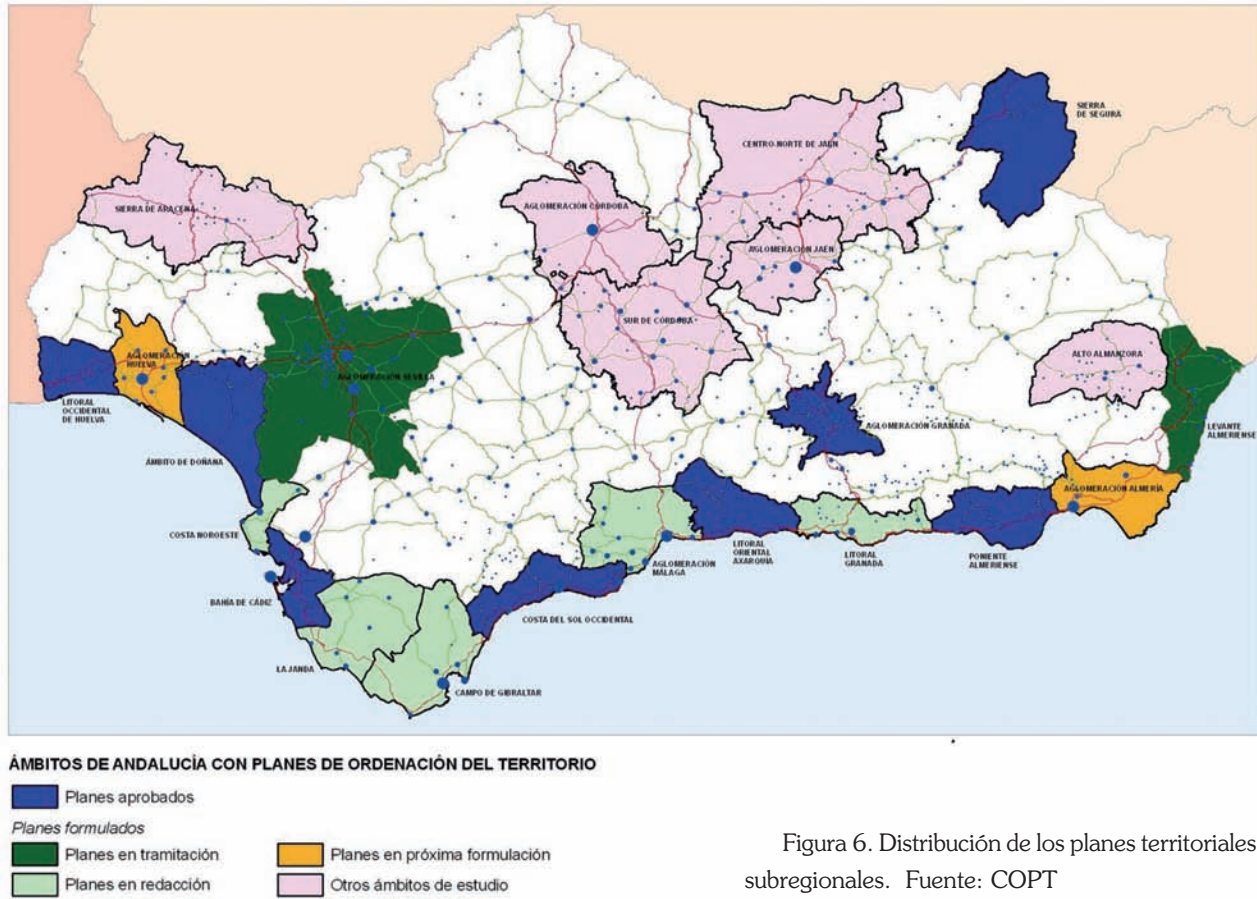 SIERRA
DE SEGURA
CENTRO-NORTE DE JAÉN
SIERRA DE ARACENA
AGLOMERACIÓN CÓRDOBA
AGLOMERACIÓN JAÉN
SUR DE CÓRDOBA
AGLOMERACIÓN
HUELVA
ALTO ALMANZORA
AGLOMERACIÓN SEVILLA
LITORAL
OCCIDENTAL
DE HUELVA
AGLOMERACIÓN GRANADA
LEVANTE
ALMERIENSE
ÁMBITO DE DOÑANA
AGLOMERACIÓN ALMERÍA
COSTA NOROESTE
LITORAL
ORIENTAL
AXARQUIA
LITORAL
GRANADA
PONIENTE
ALMERIENSE
AGLOMERACIÓN
MÁLAGA
BAHÍA DE CÁDIZ
COSTA DEL SOL OCCIDENTAL
LA JANDA
CAMPO DE GIBRALTAR
ÁMBITOS DE ANDALUCÍA CON PLANES DE ORDENACIÓN DEL TERRITORIO
Planes aprobados
Planes formulados
Planes en tramitación
Planes en próxima formulación
Planes en redacción
Otros ámbitos de estudio
Figura 6. Distribución de los planes territoriales
subregionales. Fuente: COPT